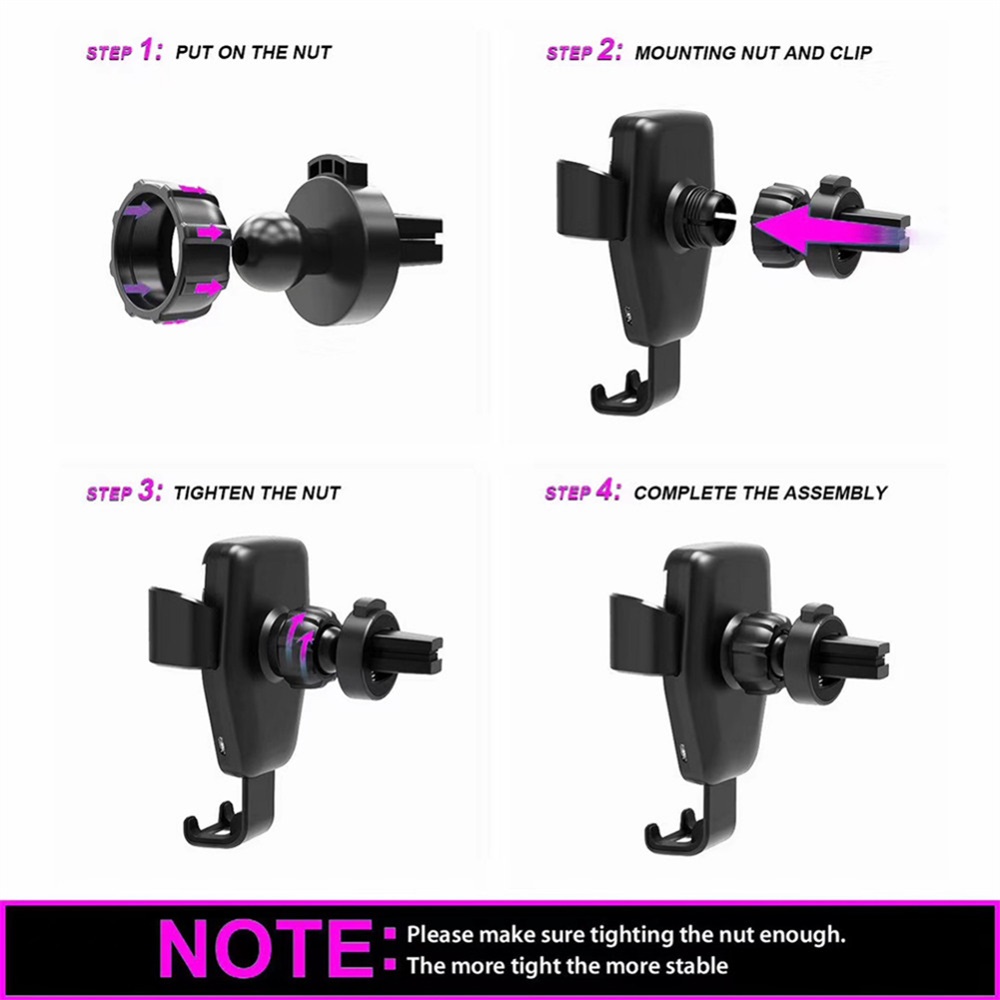 STEP 1: PUT ON THE NUT
STEP 2: MOUNTING NUT AND CLIP
STEP 3: TIGHTEN THE NUT
STEP 4: COMPLETE THE ASSEMBLY
NOTE: Please make sure tighting the nut enough.
The more tight the more stable